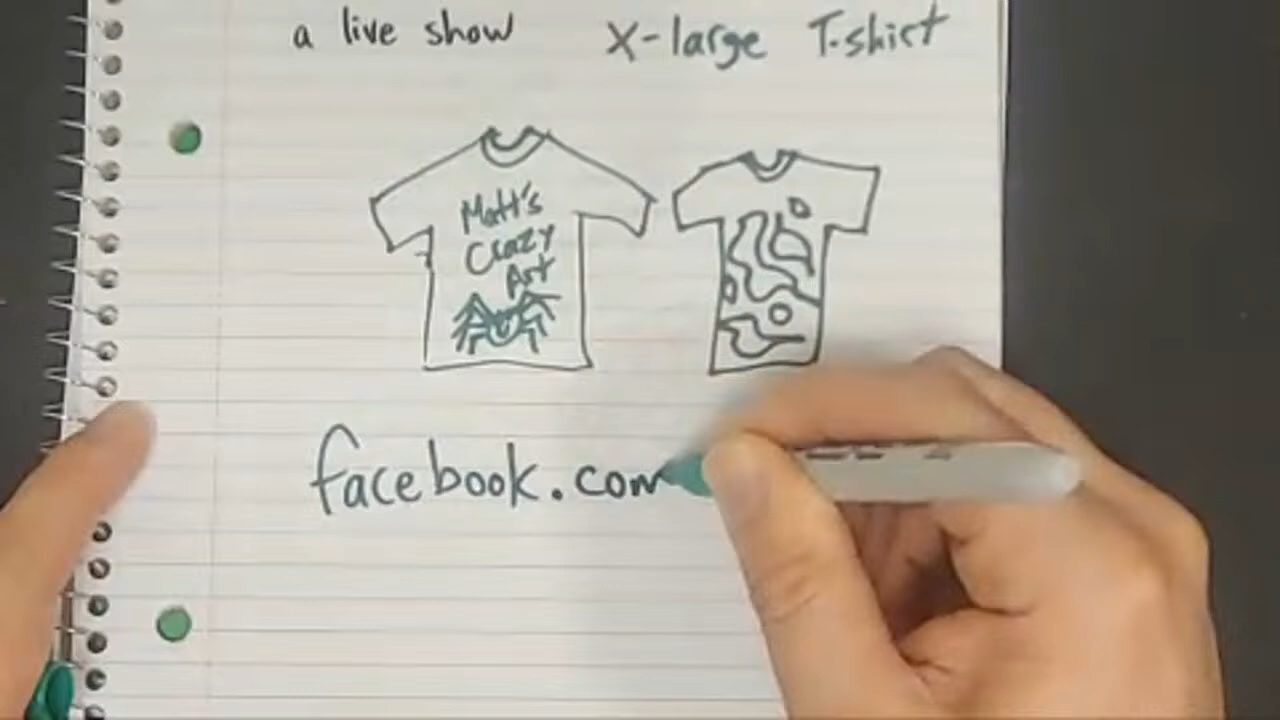 a live show X-large T-shirt
Matt's
Crazy
Art
facebook.com